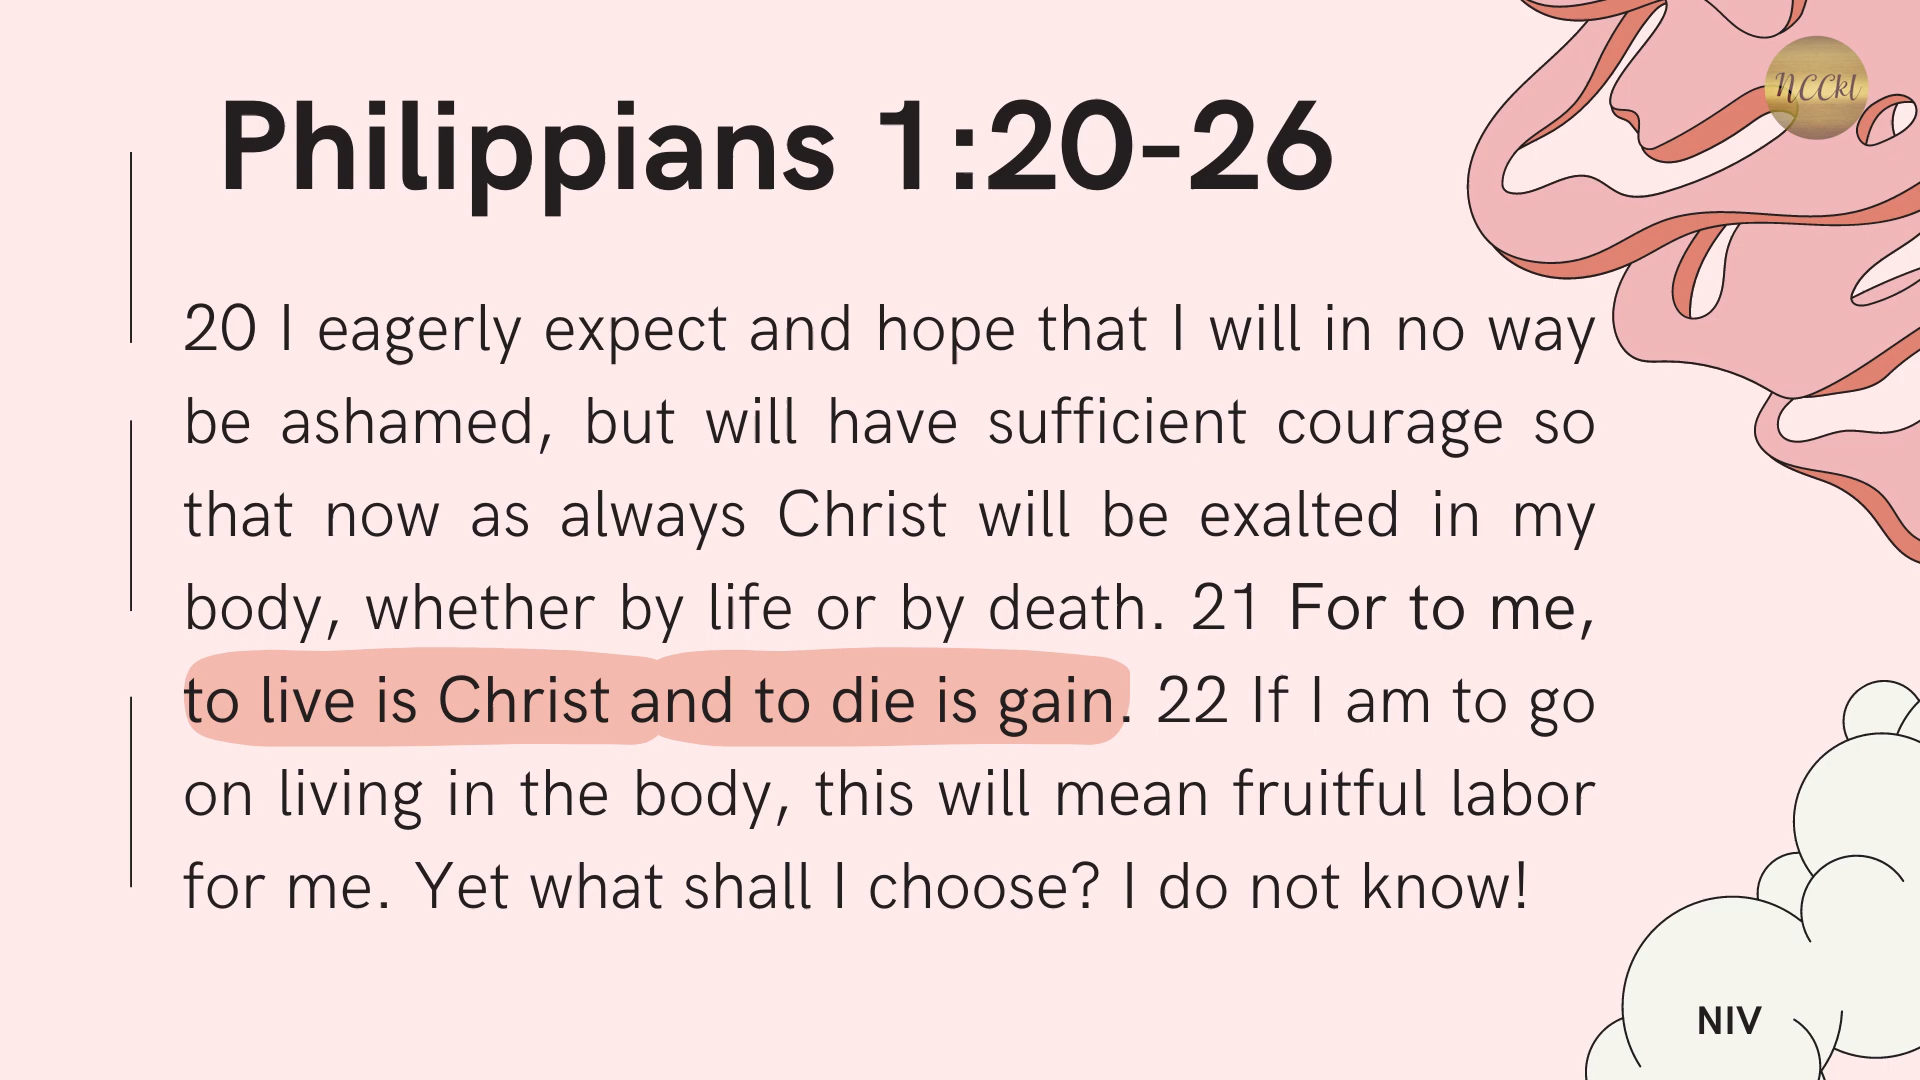 NCCkl
Philippians 1:20-26
20 I eagerly expect and hope that I will in no way
be ashamed, but will have sufficient courage so
that now as always Christ will be exalted in my
body, whether by life or by death. 21 For to me,
to live is Christ and to die is gain. 22 If I am to go
on living in the body, this will mean fruitful labor
for me. Yet what shall I choose? I do not know!
NIV